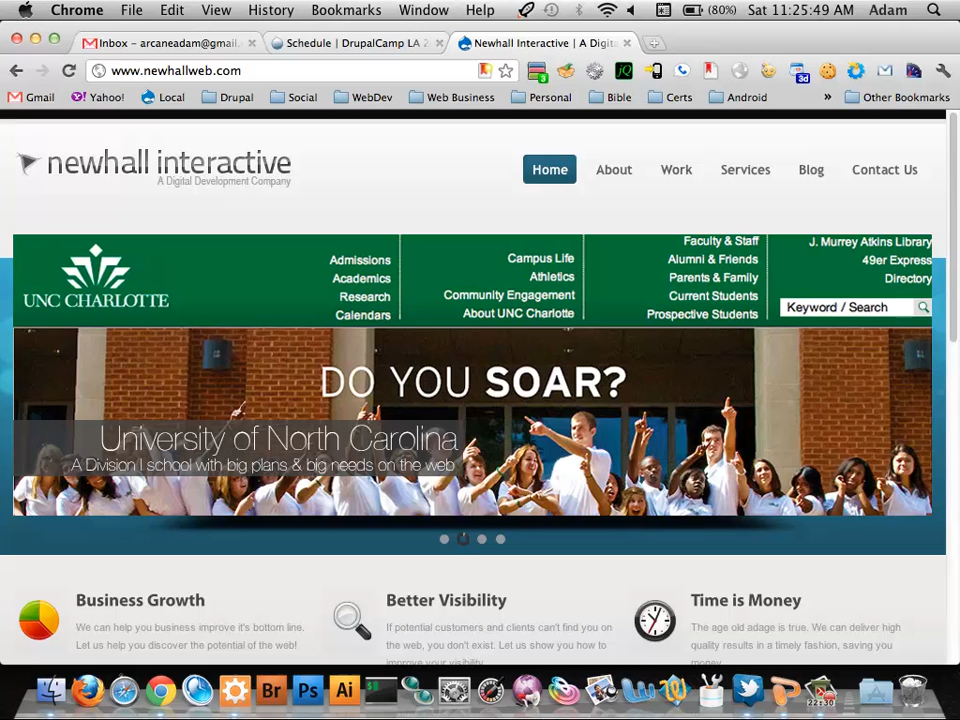 Chrome File Edit View History Bookmarks Window Help (80%) Sat 11:25:49 AM Adam
Inbox - arcaneadam@gmail. Schedule | DrupalCamp LA 2 Newhall Interactive | A Digita
www.newhallweb.com
Gmail Yahoo! Local Drupal Social WebDev Web Business Personal Bible Certs Android » Other Bookmarks
newhall interactive
A Digital Development Company
Home About Work Services Blog Contact Us
UNC CHARLOTTE
Admissions
Academics
Research
Calendars
Campus Life
Athletics
Community Engagement
About UNC Charlotte
Faculty & Staff
Alumni & Friends
Parents & Family
Current Students
Prospective Students
J. Murrey Atkins Library
49er Express
Directory
Keyword / Search
DO YOU SOAR?
University of North Carolina
A Division I school with big plans & big needs on the web
Business Growth
We can help you business improve it's bottom line.
Let us help you discover the potential of the web!
Better Visibility
If potential customers and clients can't find you on
the web, you don't exist. Let us show you how to
improve your visibility.
Time is Money
The age old adage is true. We can deliver high
quality results in a timely fashion, saving you
money.
Br Ps Ai
22:30